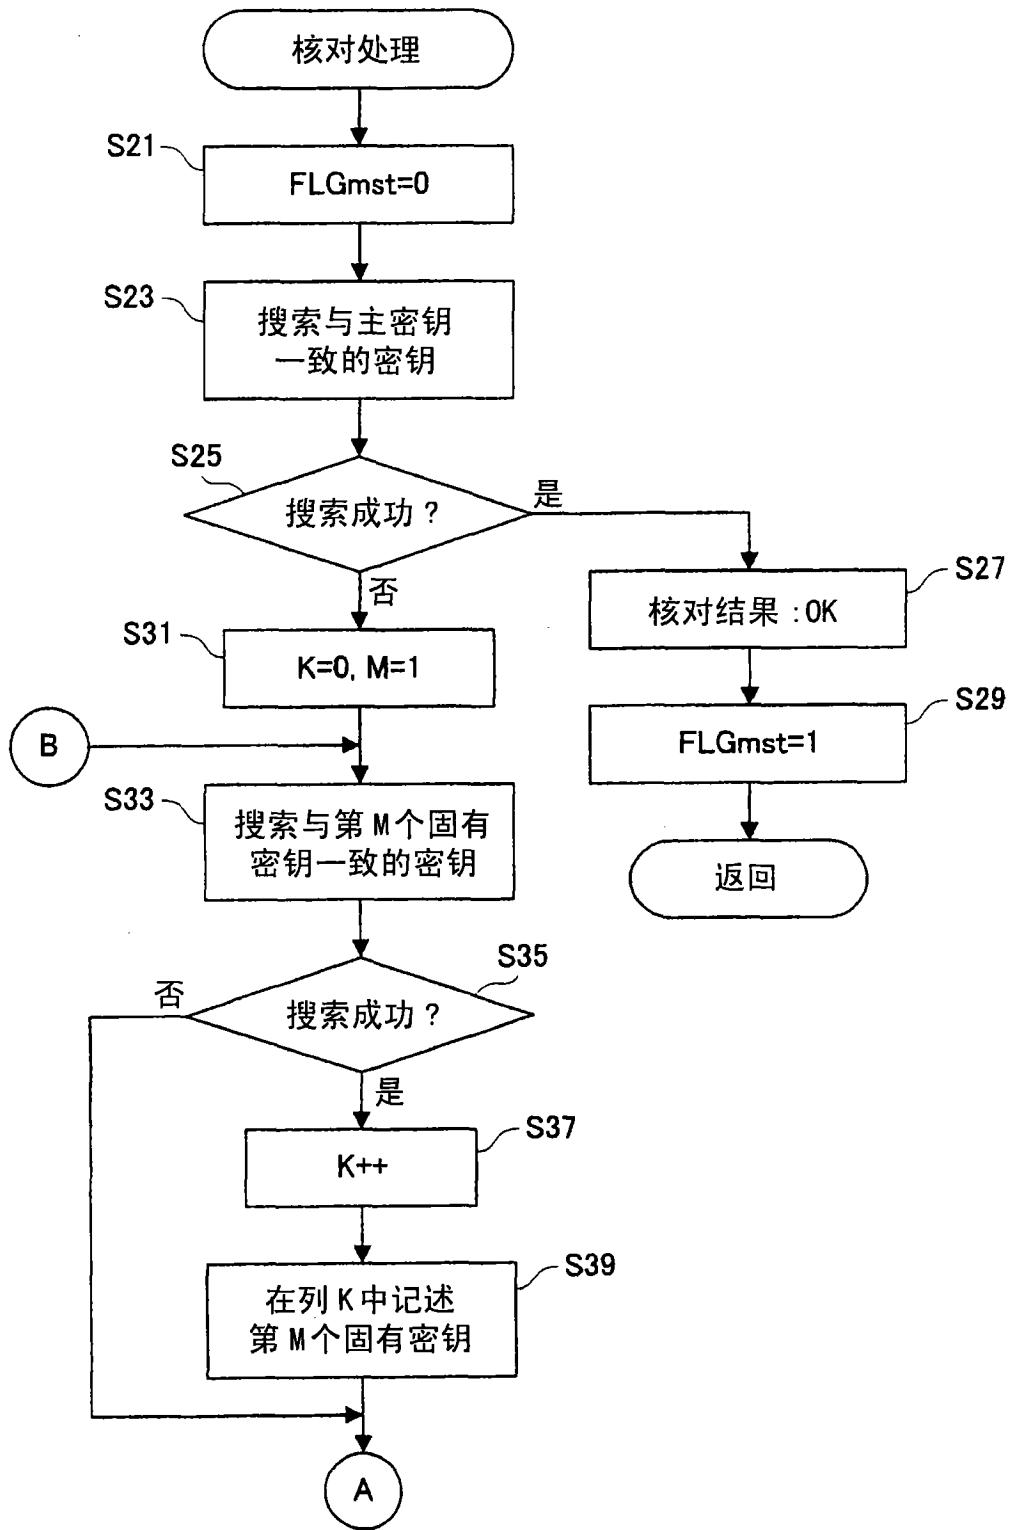 核对处理
S21
FLGmst=0
S23
搜索与主密钥
一致的密钥
S25
搜索成功?
是
否
S27
核对结果:OK
S31
K=0, M=1
S29
FLGmst=1
B
S33
搜索与第M个固有
密钥一致的密钥
返回
S35
否
搜索成功?
是
S37
K++
S39
在列K中记述
第M个固有密钥
A